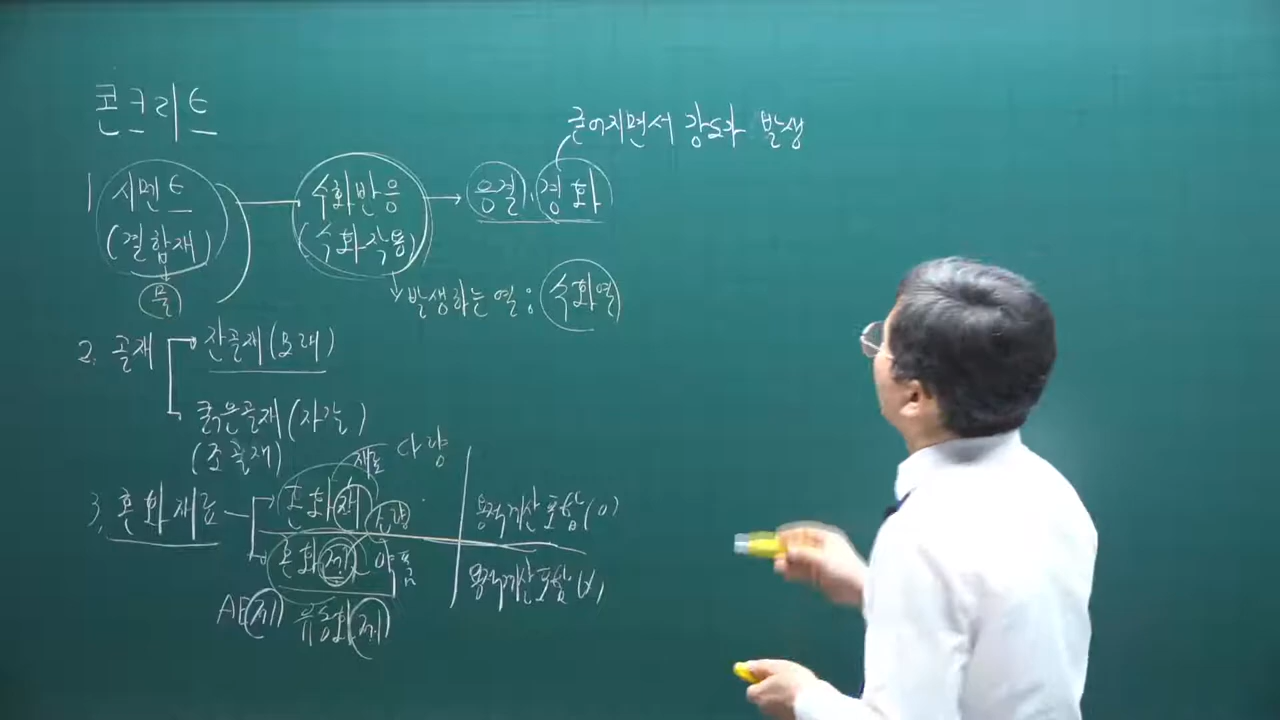 콘크리트
굳어지면서 강도가 발생
1 시멘트 수화반응 응결, 경화
(결합재) (수화작용)
물 발생하는 열; 수화열
2. 골재 잔골재(모래)
굵은골재(자갈)
(조골재)
재료 다량
3. 혼화재료 혼화재 용적계산 포함(o)
혼화제 약품 용적계산 포함(x)
AE제) 유동화제)